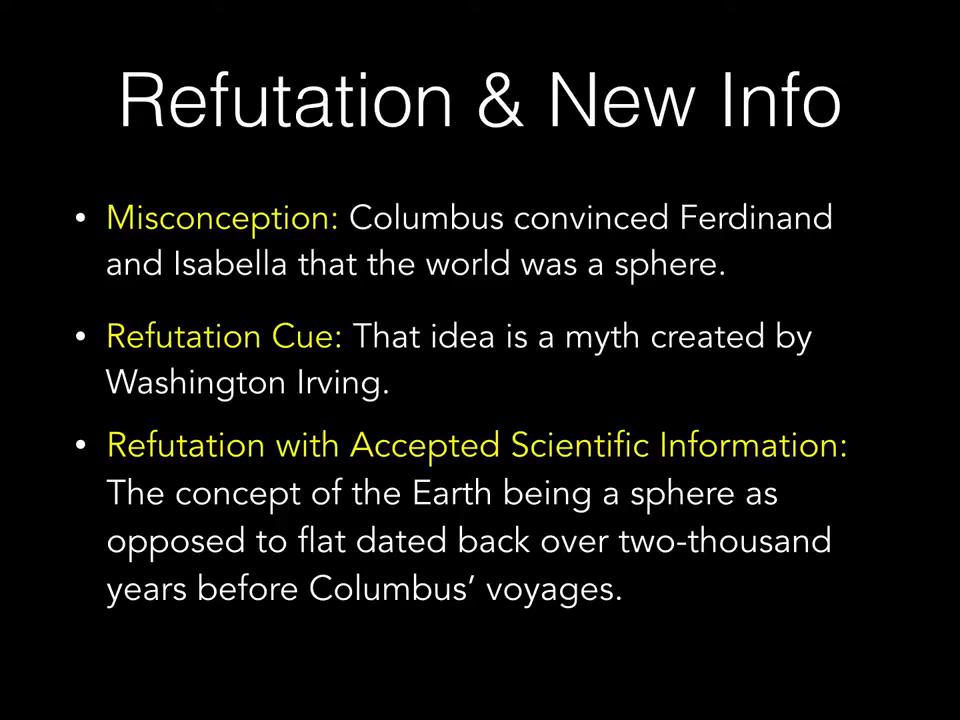 Refutation & New Info
• Misconception: Columbus convinced Ferdinand
and Isabella that the world was a sphere.
• Refutation Cue: That idea is a myth created by
Washington Irving.
• Refutation with Accepted Scientific Information:
The concept of the Earth being a sphere as
opposed to flat dated back over two-thousand
years before Columbus’ voyages.